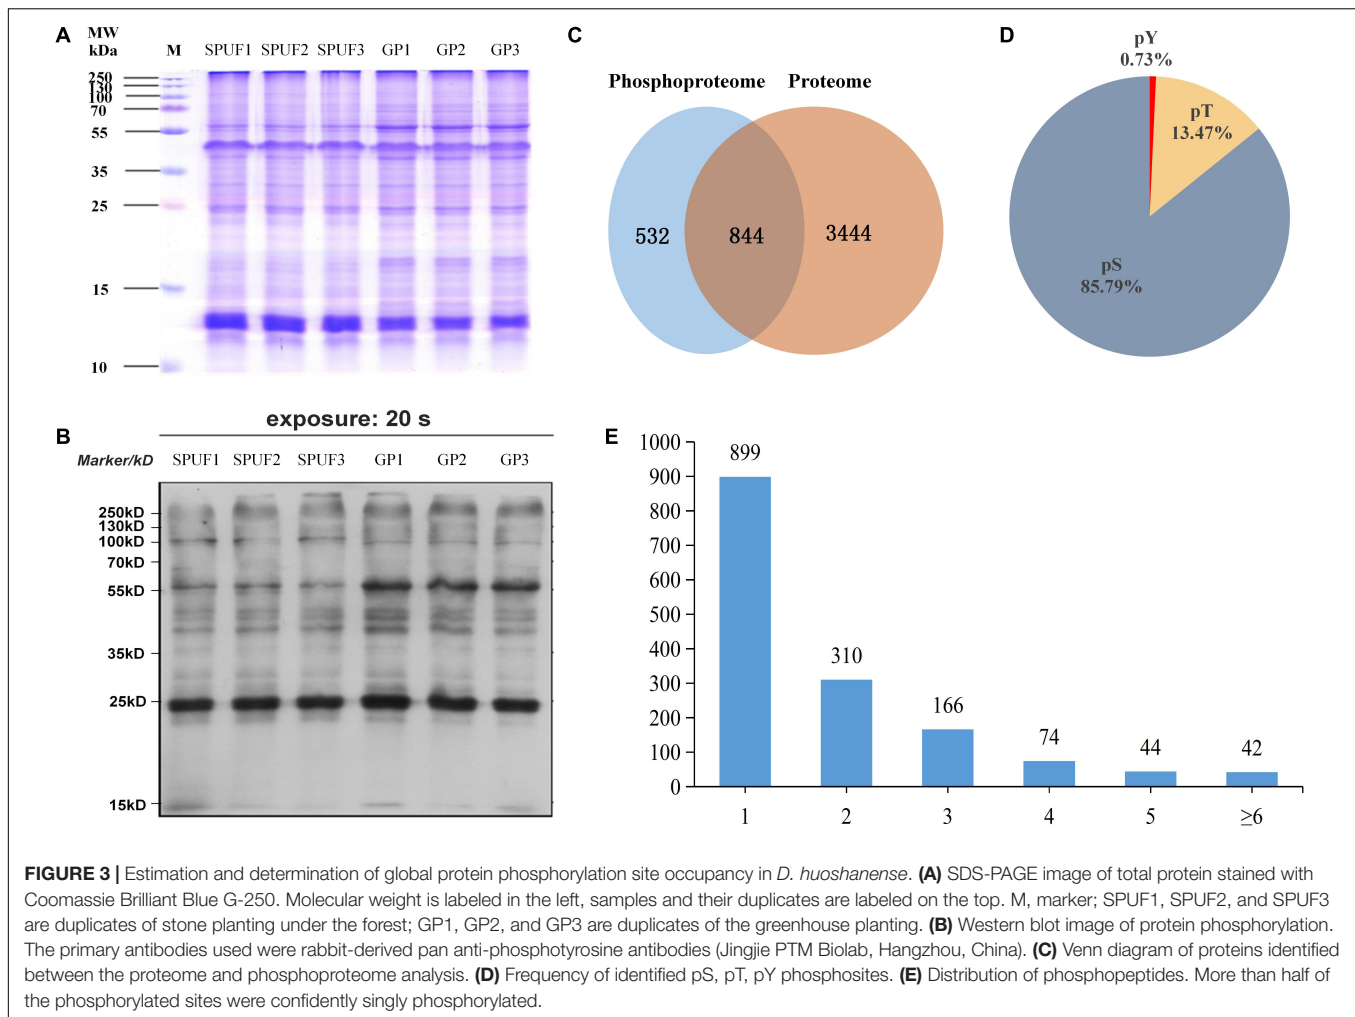 A
MW
kDa
M SPUF1 SPUF2 SPUF3 GP1 GP2 GP3
250
130
100
70
55
35
25
15
10
C
Phosphoproteome Proteome
532 844 3444
D
pY
0.73%
pT
13.47%
pS
85.79%
exposure: 20 s
B
Marker/kD SPUF1 SPUF2 SPUF3 GP1 GP2 GP3
250kD
130kD
100kD
70kD
55kD
35kD
25kD
15kD
E
1000
900
800
700
600
500
400
300
200
100
0
899
310
166
74
44
42
1 2 3 4 5 ≥6
FIGURE 3 | Estimation and determination of global protein phosphorylation site occupancy in D. huoshanense. (A) SDS-PAGE image of total protein stained with
Coomassie Brilliant Blue G-250. Molecular weight is labeled in the left, samples and their duplicates are labeled on the top. M, marker; SPUF1, SPUF2, and SPUF3
are duplicates of stone planting under the forest; GP1, GP2, and GP3 are duplicates of the greenhouse planting. (B) Western blot image of protein phosphorylation.
The primary antibodies used were rabbit-derived pan anti-phosphotyrosine antibodies (Jingjie PTM Biolab, Hangzhou, China). (C) Venn diagram of proteins identified
between the proteome and phosphoproteome analysis. (D) Frequency of identified pS, pT, pY phosphosites. (E) Distribution of phosphopeptides. More than half of
the phosphorylated sites were confidently singly phosphorylated.